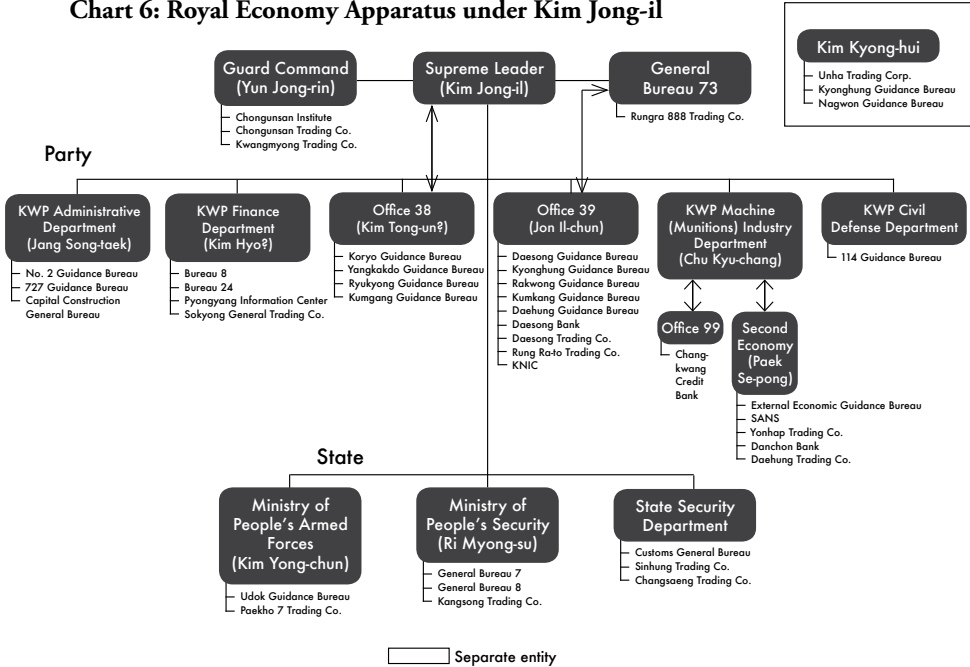 Chart 6: Royal Economy Apparatus under Kim Jong-il
Guard Command
(Yun Jong-rin)
Chongunsan Institute
Chongunsan Trading Co.
Kwangmyong Trading Co.
Supreme Leader
(Kim Jong-il)
General
Bureau 73
Rungra 888 Trading Co.
Kim Kyong-hui
Unha Trading Corp.
Kyonghung Guidance Bureau
Nagwon Guidance Bureau
Party
KWP Administrative
Department
(Jang Song-taek)
No. 2 Guidance Bureau
727 Guidance Bureau
Capital Construction
General Bureau
KWP Finance
Department
(Kim Hyo?)
Bureau 8
Bureau 24
Pyongyang Information Center
Sokyong General Trading Co.
Office 38
(Kim Tong-un?)
Koryo Guidance Bureau
Yangkakdo Guidance Bureau
Ryukyong Guidance Bureau
Kumgang Guidance Bureau
Office 39
(Jon Il-chun)
Daesong Guidance Bureau
Kyonghung Guidance Bureau
Rakwong Guidance Bureau
Kumkang Guidance Bureau
Daehung Guidance Bureau
Daesong Bank
Daesong Trading Co.
Rung Ra-to Trading Co.
KNIC
KWP Machine
(Munitions) Industry
Department
(Chu Kyu-chang)
Office 99
Chang-
kwang
Credit
Bank
Second
Economy
(Paek
Se-pong)
External Economic Guidance Bureau
SANS
Yonhap Trading Co.
Danchon Bank
Daehung Trading Co.
KWP Civil
Defense Department
114 Guidance Bureau
State
Ministry of
People's Armed
Forces
(Kim Yong-chun)
Udok Guidance Bureau
Paekho 7 Trading Co.
Ministry of
People's Security
(Ri Myong-su)
General Bureau 7
General Bureau 8
Kangsong Trading Co.
State Security
Department
Customs General Bureau
Sinhung Trading Co.
Changsaeng Trading Co.
Separate entity